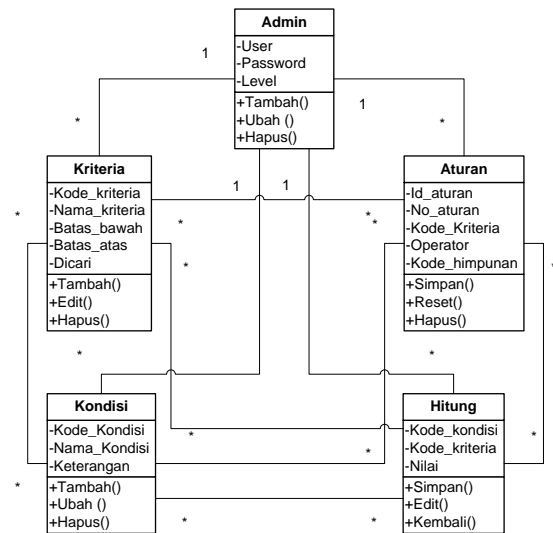 Admin
-User
-Password
-Level
+Tambah()
+Ubah ()
+Hapus()
1
1
*
*
Kriteria
-Kode_kriteria
-Nama_kriteria
-Batas_bawah
-Batas_atas
-Dicari
+Tambah()
+Edit()
+Hapus()
Aturan
-Id_aturan
-No_aturan
-Kode_Kriteria
-Operator
-Kode_himpunan
+Simpan()
+Reset()
+Hapus()
1
1
*
*
*
*
*
*
*
*
Kondisi
-Kode_Kondisi
-Nama_Kondisi
-Keterangan
+Tambah()
+Ubah ()
+Hapus()
Hitung
-Kode_kondisi
-Kode_kriteria
-Nilai
+Simpan()
+Edit()
+Kembali()
*
*
*
*
*
*